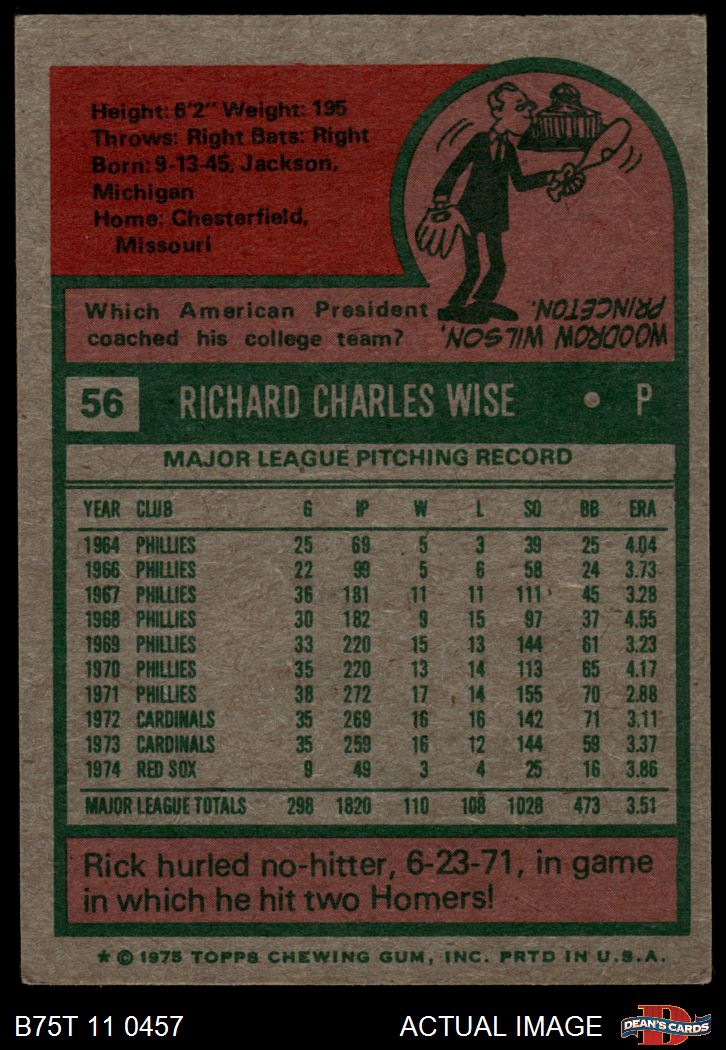 Height: 6'2" Weight: 195
Throws: Right Bats: Right
Born: 9-13-45, Jackson,
Michigan
Home: Chesterfield,
Missouri
Which American President
coached his college team?
WOODROW WILSON,
PRINCETON.
56 RICHARD CHARLES WISE • P
MAJOR LEAGUE PITCHING RECORD
YEAR CLUB G IP W L SO BB ERA
1964 PHILLIES 25 69 5 3 39 25 4.04
1966 PHILLIES 22 99 5 6 58 24 3.73
1967 PHILLIES 36 181 11 11 111 45 3.28
1968 PHILLIES 30 182 9 15 97 37 4.55
1969 PHILLIES 33 220 15 13 144 61 3.23
1970 PHILLIES 35 220 13 14 113 65 4.17
1971 PHILLIES 38 272 17 14 155 70 2.88
1972 CARDINALS 35 269 16 16 142 71 3.11
1973 CARDINALS 35 259 16 12 144 59 3.37
1974 RED SOX 9 49 3 4 25 16 3.86
MAJOR LEAGUE TOTALS 298 1820 110 108 1028 473 3.51
Rick hurled no-hitter, 6-23-71, in game
in which he hit two Homers!
★ © 1975 TOPPS CHEWING GUM, INC. PRTD IN U.S.A.
B75T 11 0457 ACTUAL IMAGE DEAN'S CARDS